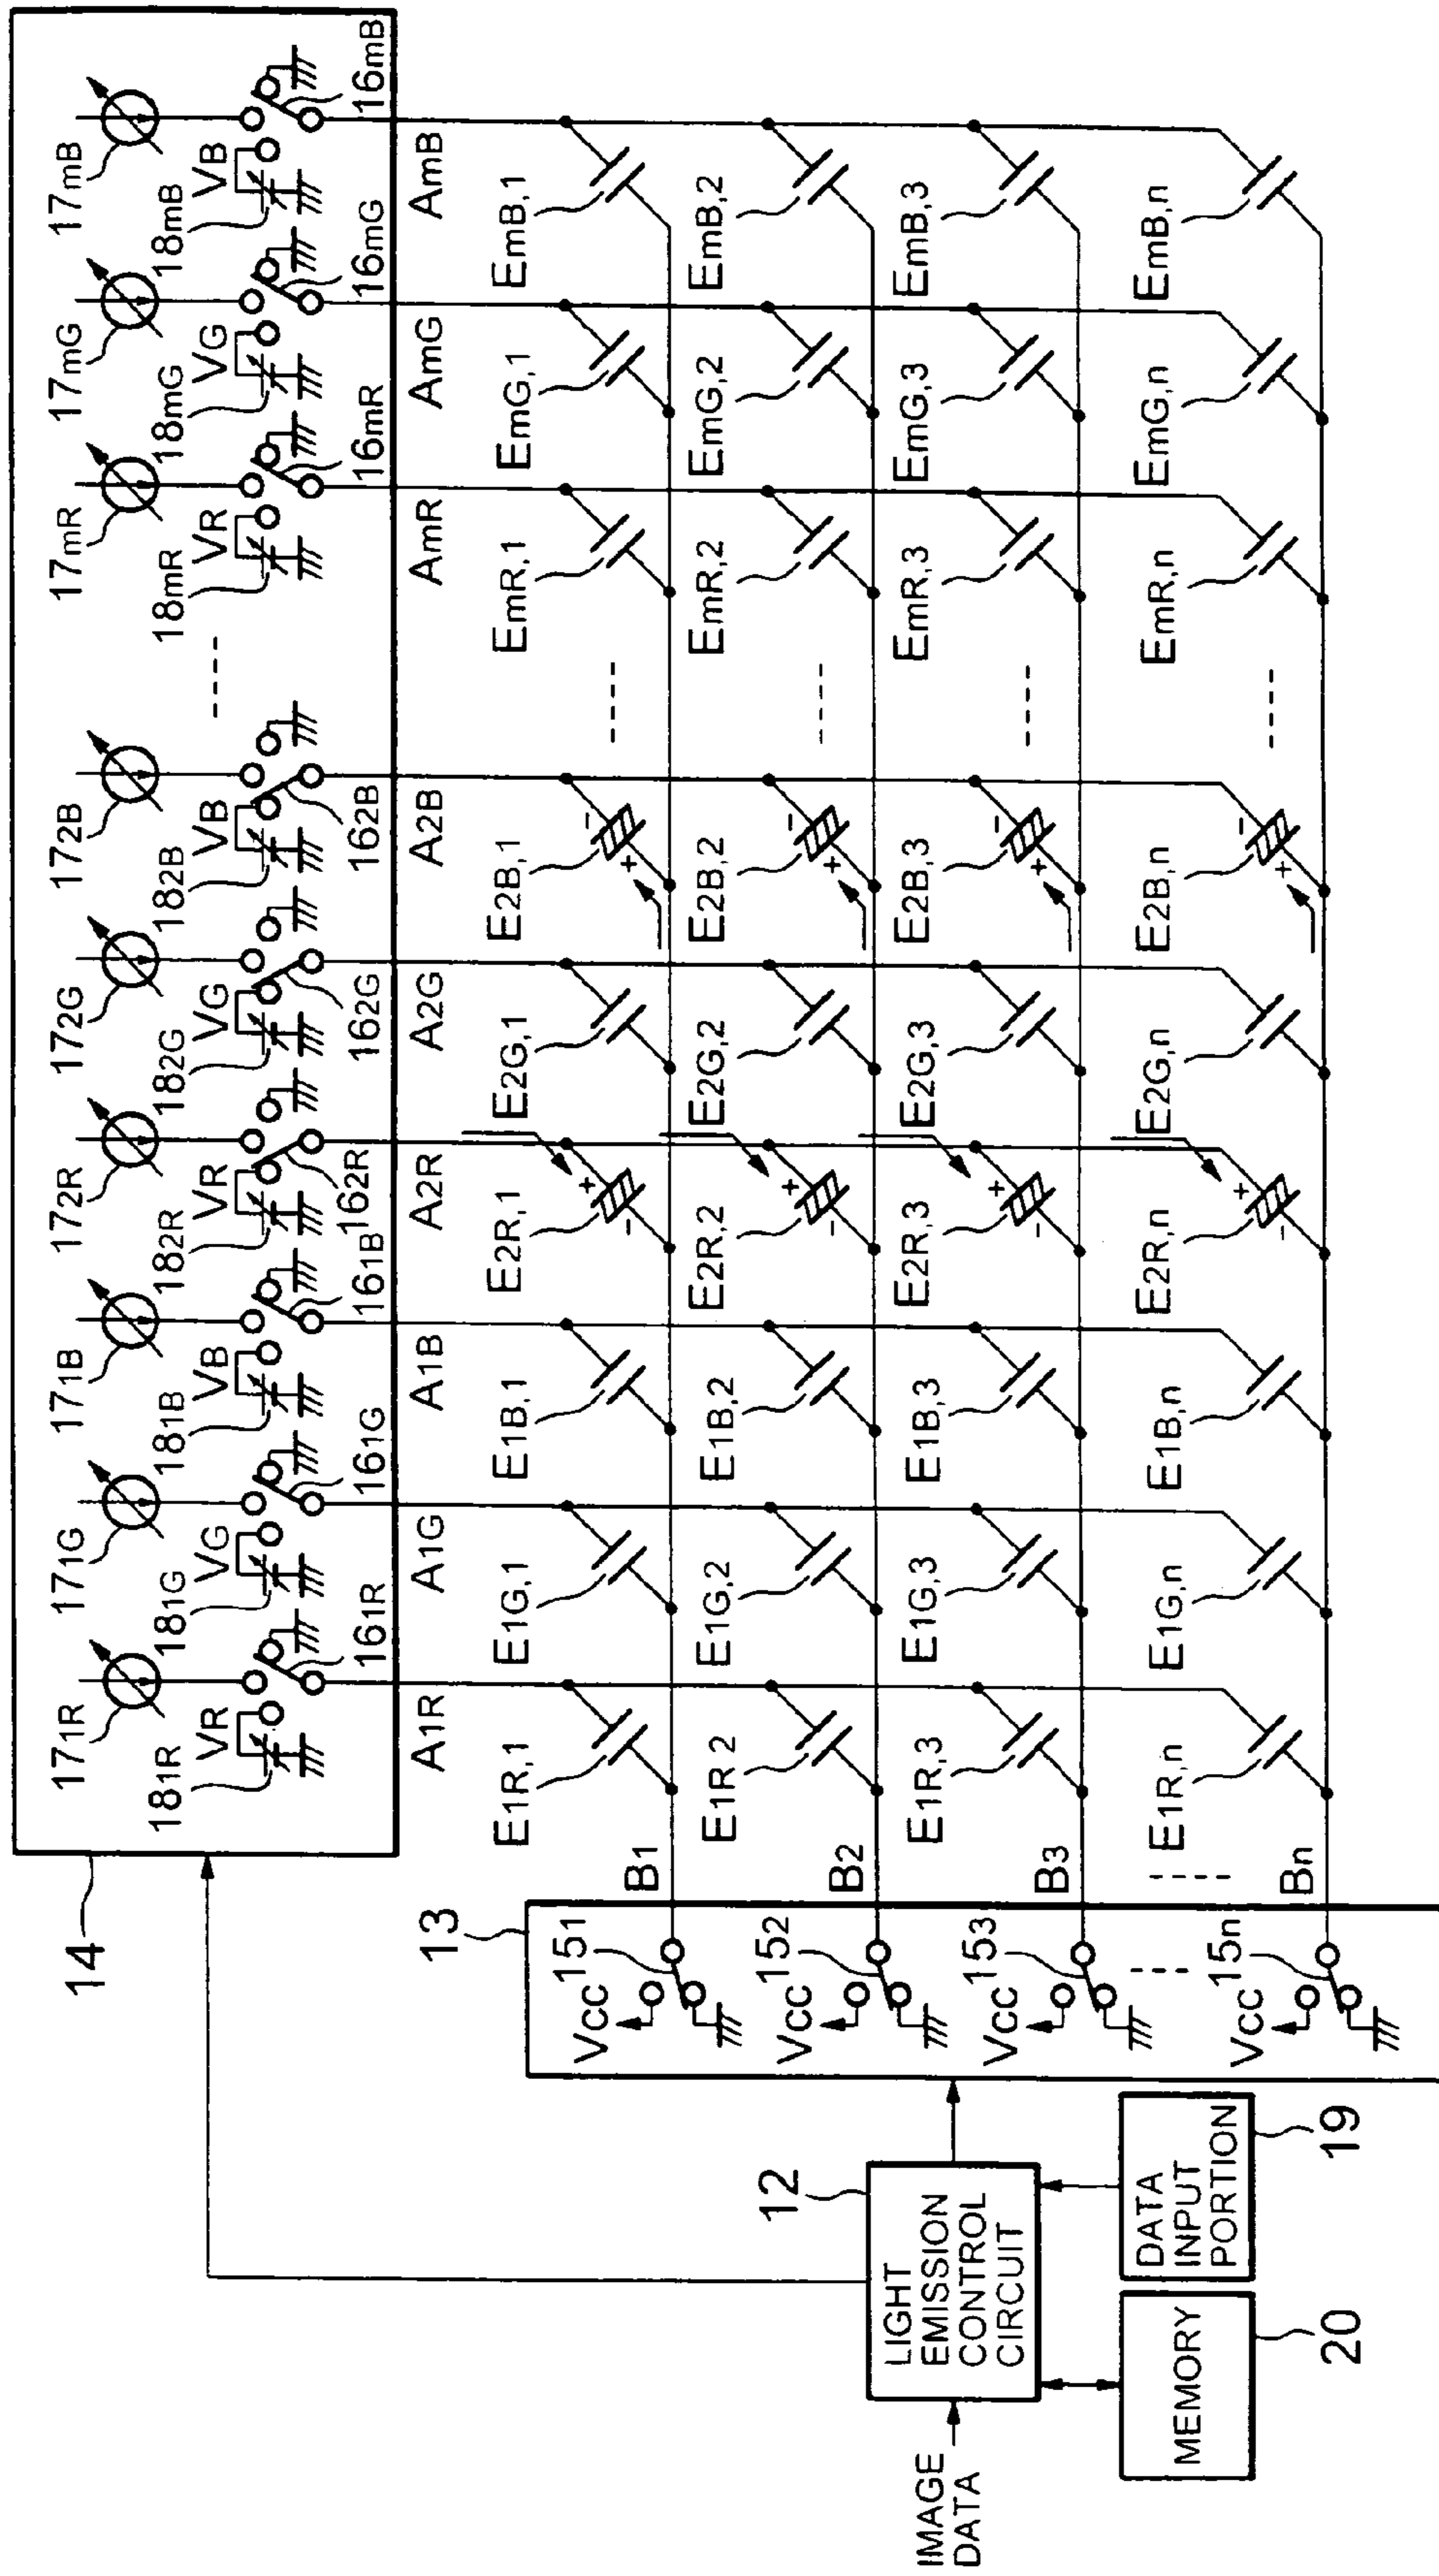 14
17₁R 17₁G 17₁B 17₂R 17₂G 17₂B 17mR 17mG 17mB
VR VG VB VR VG VB VR VG VB
18₁R 18₁G 18₁B 18₂R 18₂G 18₂B 18mR 18mG 18mB
16₁R 16₁G 16₁B 16₂R 16₂G 16₂B 16mR 16mG 16mB
A1R A1G A1B A2R A2G A2B AmR AmG AmB
13
Vcc 15₁ B1
E1R,1 E1G,1 E1B,1 E2R,1 E2G,1 E2B,1 EmR,1 EmG,1 EmB,1
+ - - +
Vcc 15₂ B2
E1R 2 E1G,2 E1B,2 E2R,2 E2G,2 E2B,2 EmR,2 EmG,2 EmB,2
+ - - +
Vcc 15₃ B3
E1R,3 E1G,3 E1B,3 E2R,3 E2G,3 E2B,3 EmR,3 EmG,3 EmB,3
+ - - +
Vcc 15n Bn
E1R,n E1G,n E1B,n E2R,n E2G,n E2B,n EmR,n EmG,n EmB,n
+ - - +
12
LIGHT
EMISSION
CONTROL
CIRCUIT
IMAGE
DATA
MEMORY
20
DATA
INPUT
PORTION
19